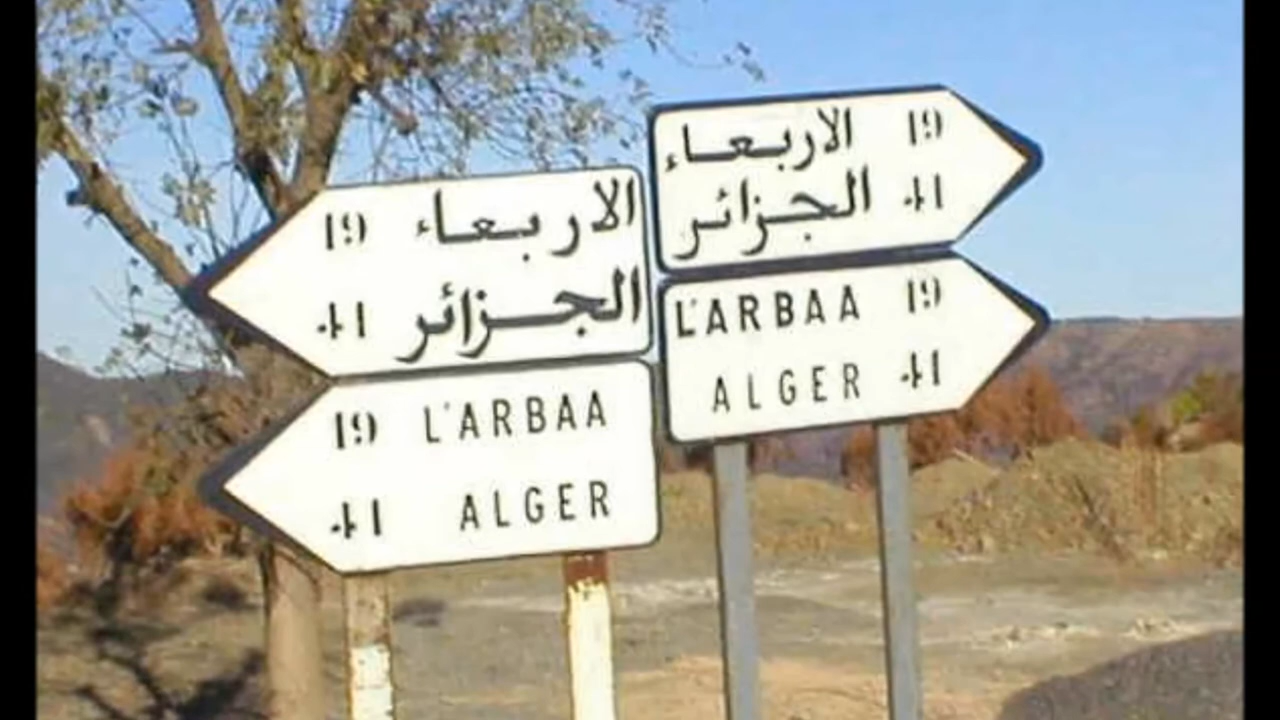 19 الاربعاء
41 الجزائر
19 L'ARBAA
41 ALGER
الاربعاء 19
الجزائر 41
L'ARBAA 19
ALGER 41